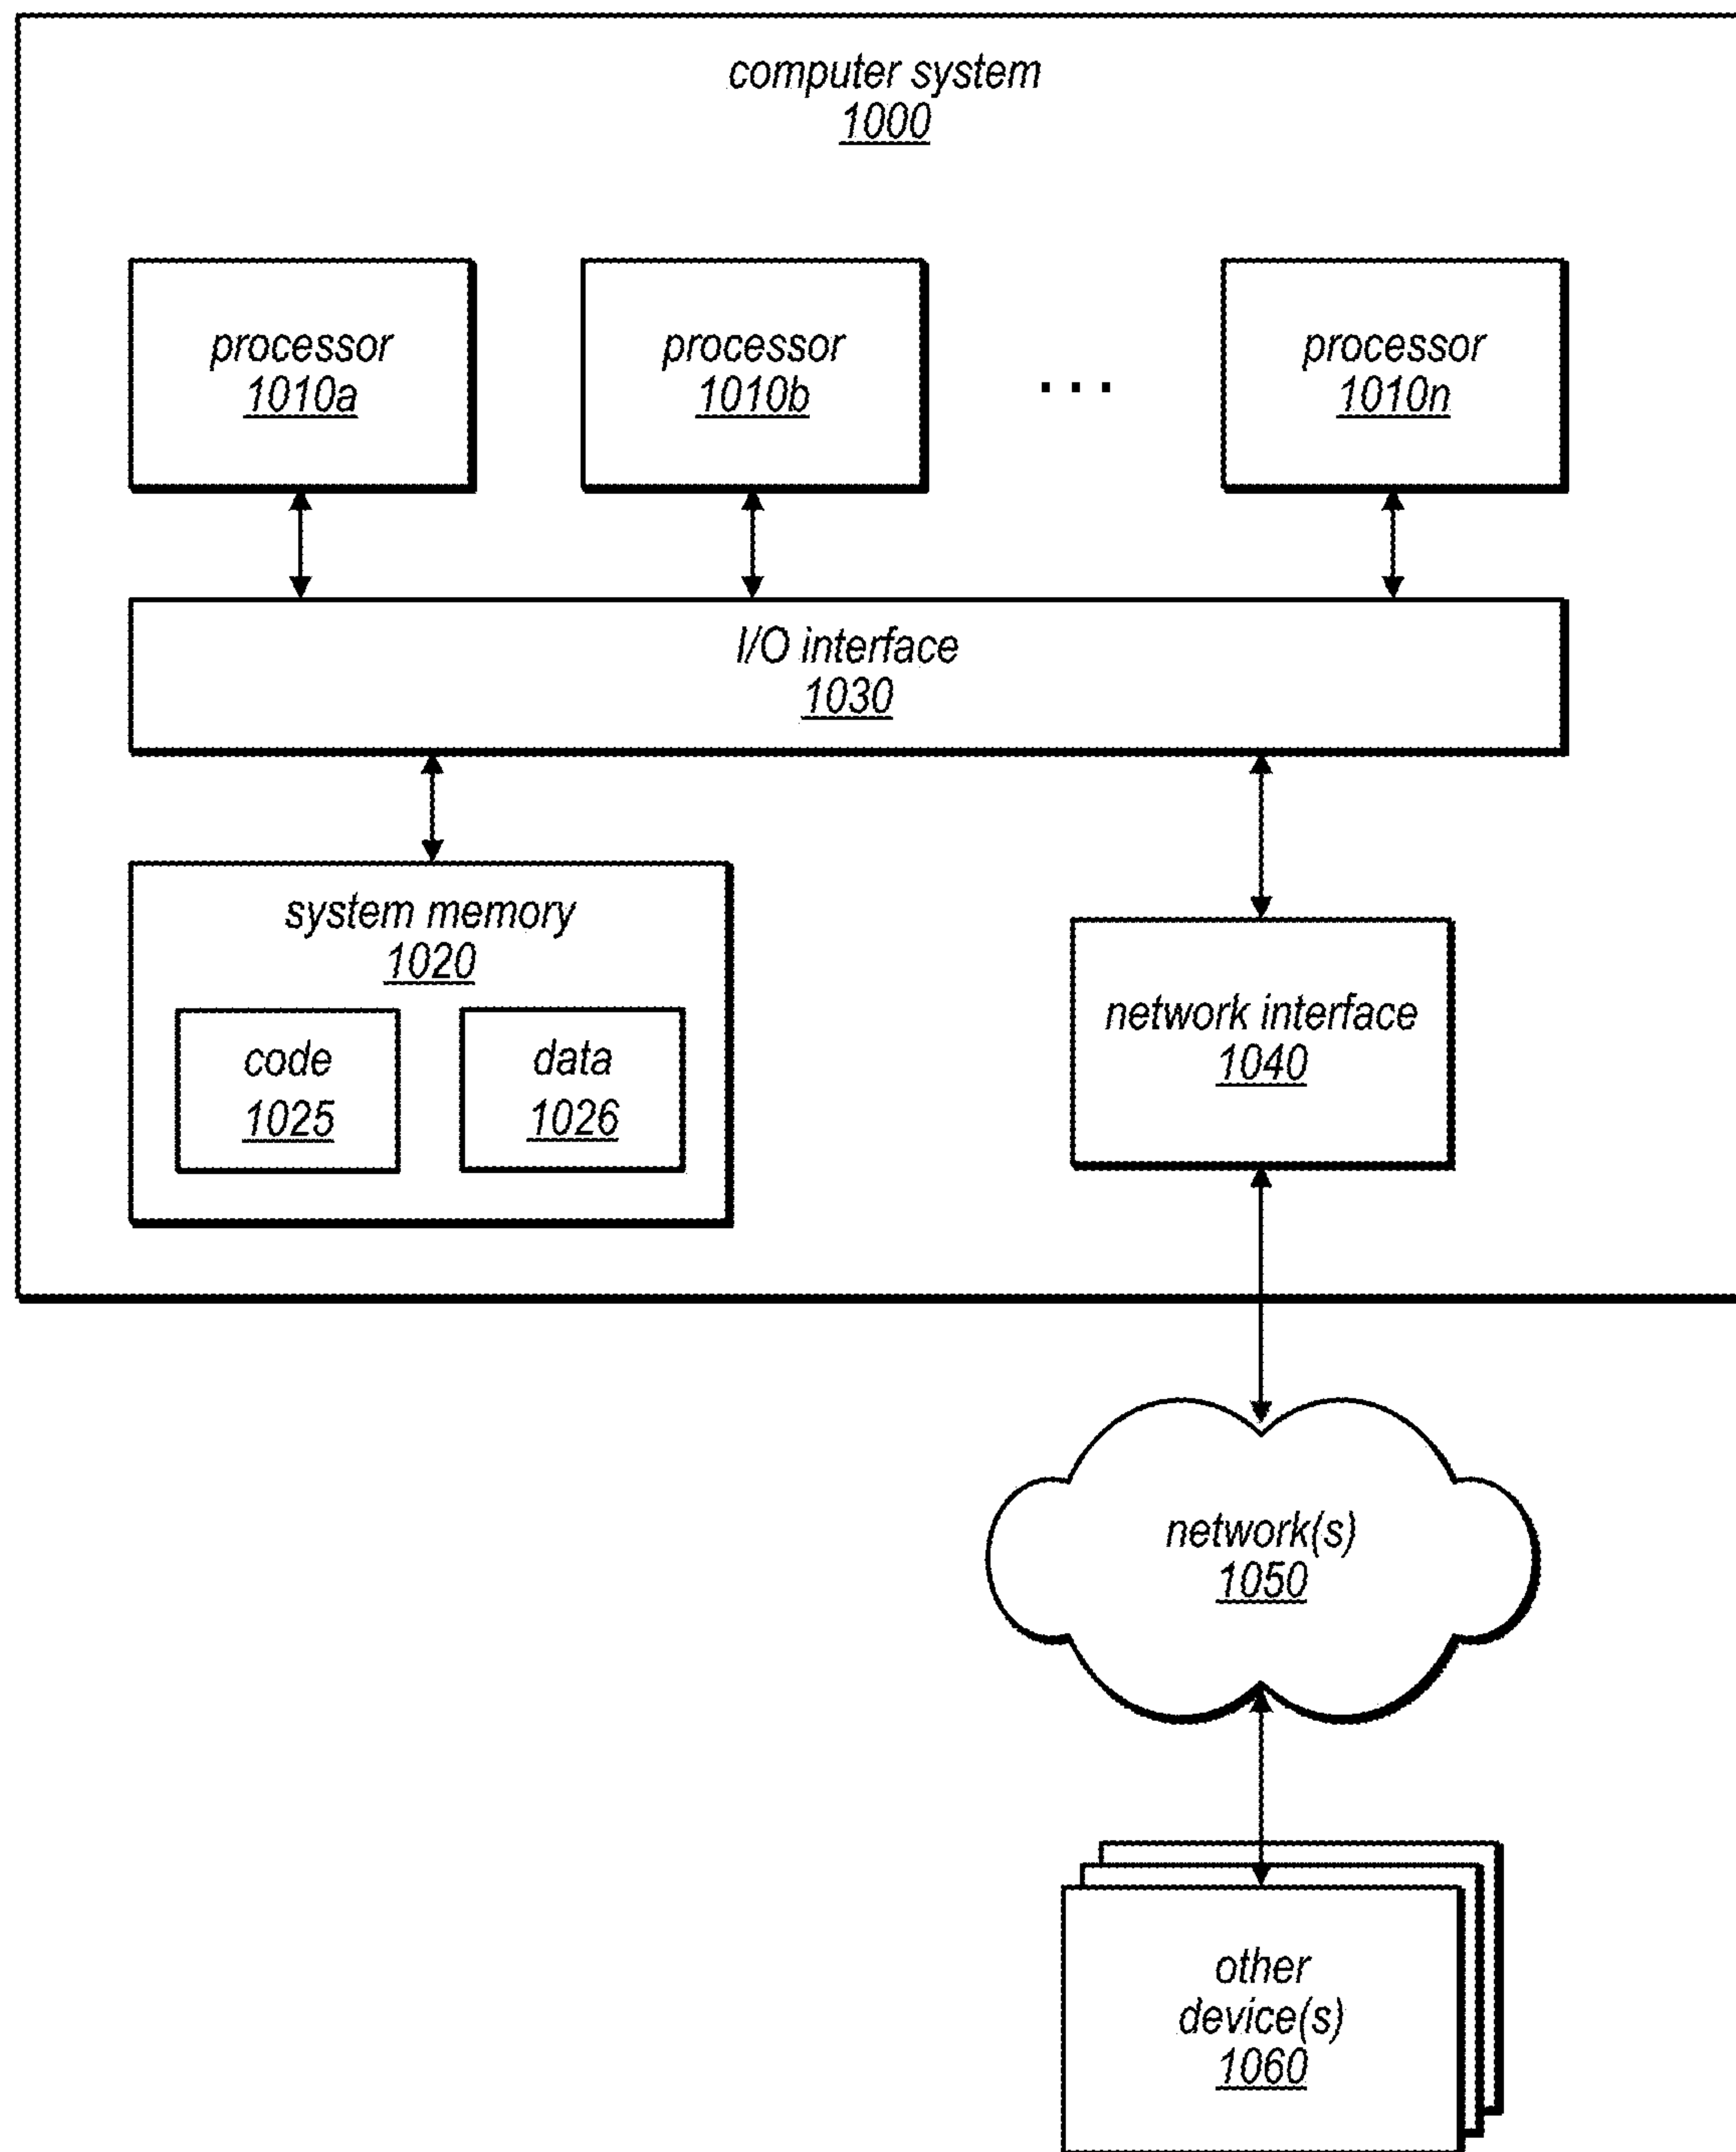 computer system
1000
processor
1010a
processor
1010b
. . .
processor
1010n
I/O interface
1030
system memory
1020
code
1025
data
1026
network interface
1040
network(s)
1050
other
device(s)
1060